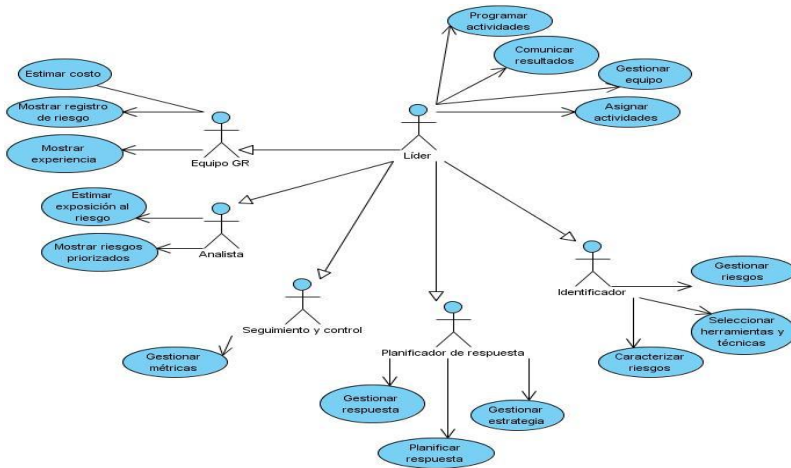 Programar
actividades
Comunicar
resultados
Gestionar
equipo
Asignar
actividades
Estimar costo
Mostrar registro
de riesgo
Mostrar
experiencia
Equipo GR
Líder
Estimar
exposición al
riesgo
Mostrar riesgos
priorizados
Analista
Seguimiento y control
Gestionar
métricas
Planificador de respuesta
Gestionar
respuesta
Planificar
respuesta
Gestionar
estrategia
Identificador
Gestionar
riesgos
Seleccionar
herramientas y
técnicas
Caracterizar
riesgos